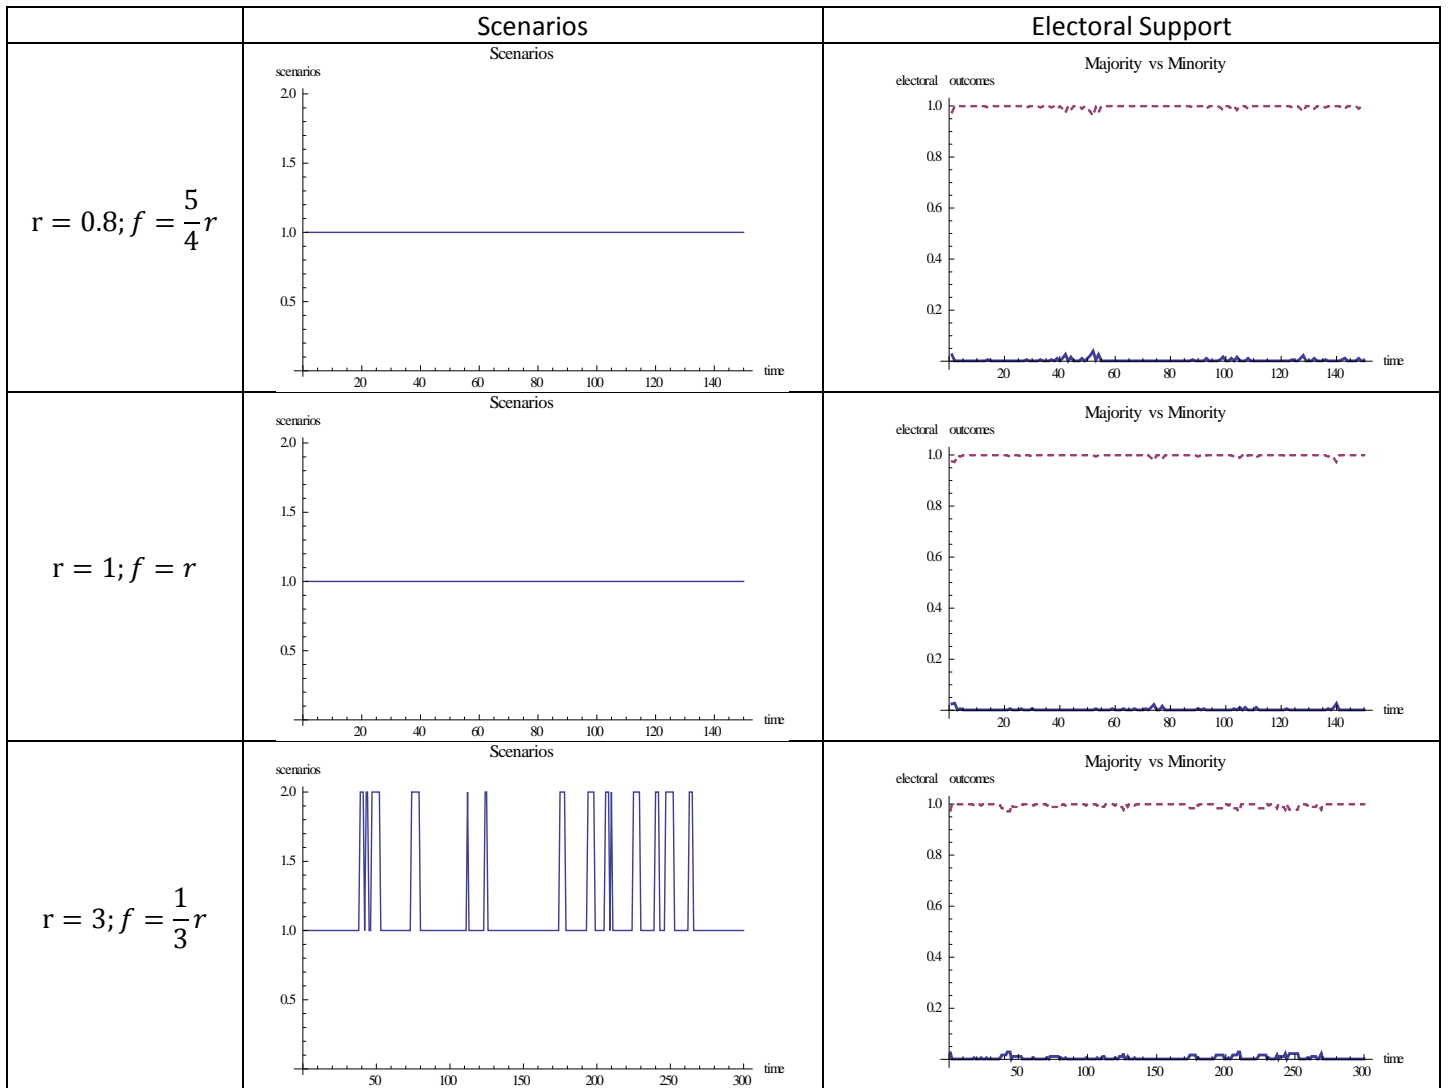 Scenarios
Electoral Support
r = 0.8; f = 5/4 r
Scenarios
scenarios
2.0
1.5
1.0
0.5
20 40 60 80 100 120 140
time
Majority vs Minority
electoral outcomes
1.0
0.8
0.6
0.4
0.2
20 40 60 80 100 120 140
time
r = 1; f = r
Scenarios
scenarios
2.0
1.5
1.0
0.5
20 40 60 80 100 120 140
time
Majority vs Minority
electoral outcomes
1.0
0.8
0.6
0.4
0.2
20 40 60 80 100 120 140
time
r = 3; f = 1/3 r
Scenarios
scenarios
2.0
1.5
1.0
0.5
50 100 150 200 250 300
time
Majority vs Minority
electoral outcomes
1.0
0.8
0.6
0.4
0.2
50 100 150 200 250 300
time